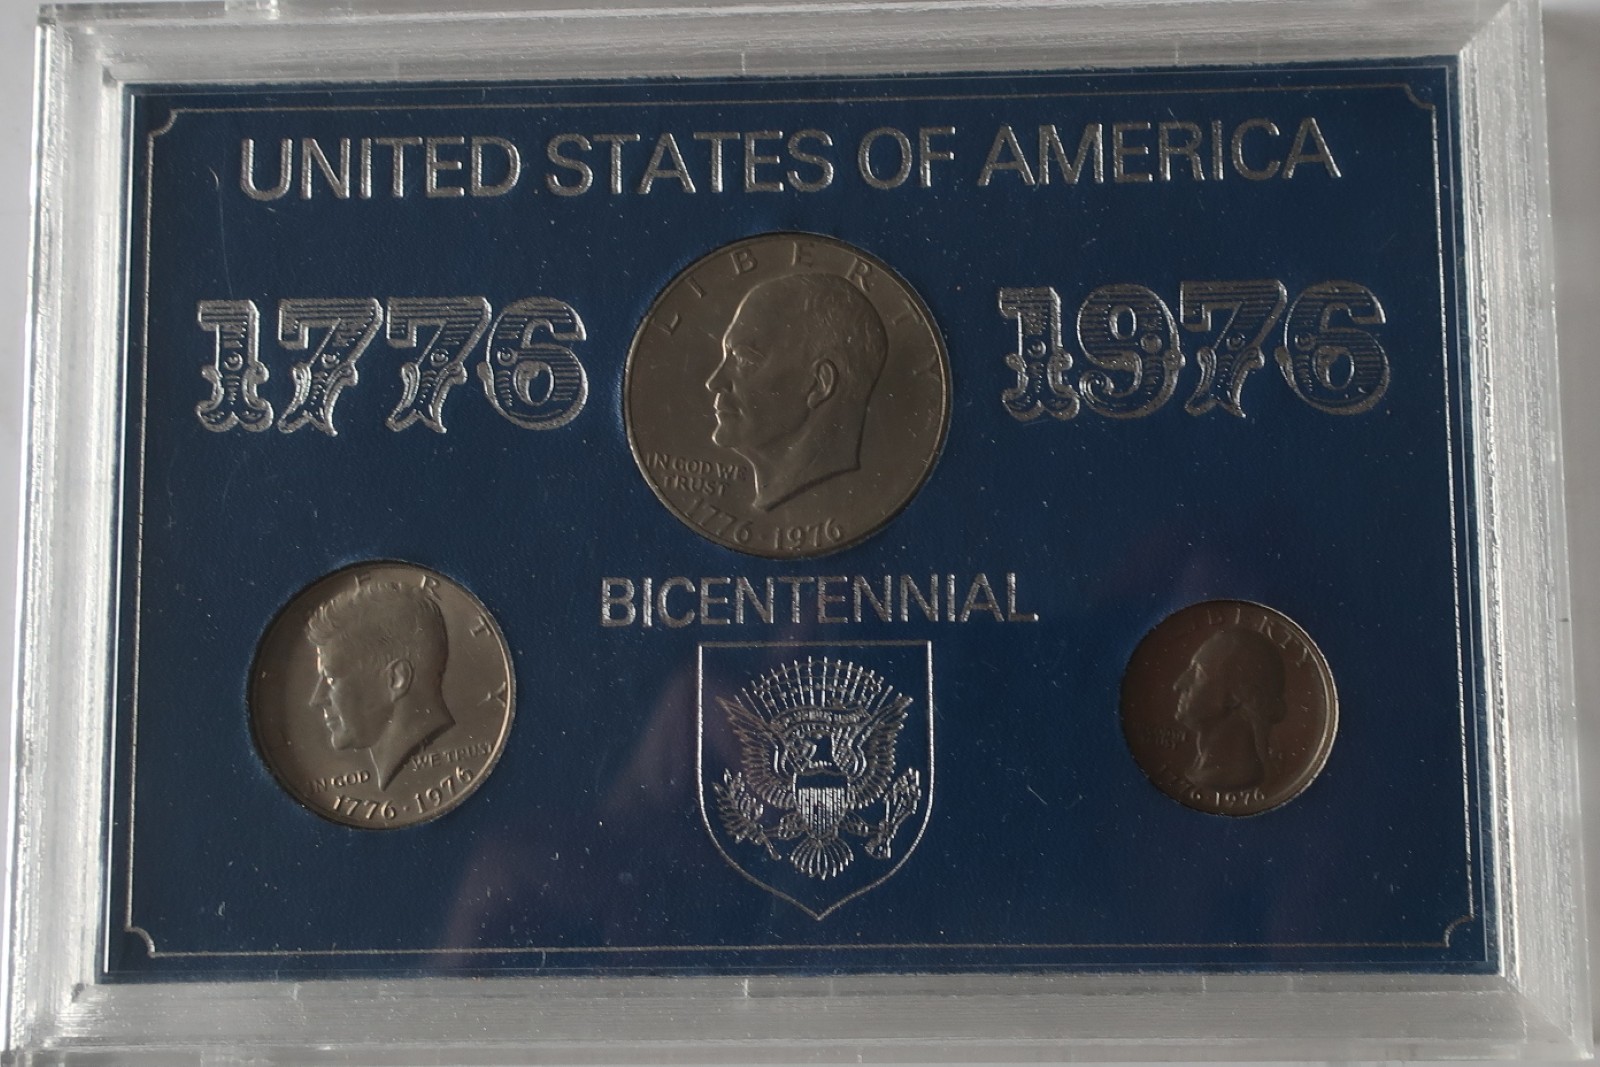 UNITED STATES OF AMERICA
1776
1976
LIBERTY
IN GOD WE
TRUST
1776 · 1976
BICENTENNIAL
IN GOD WE TRUST
1776 · 1976
LIBERTY
1776 · 1976